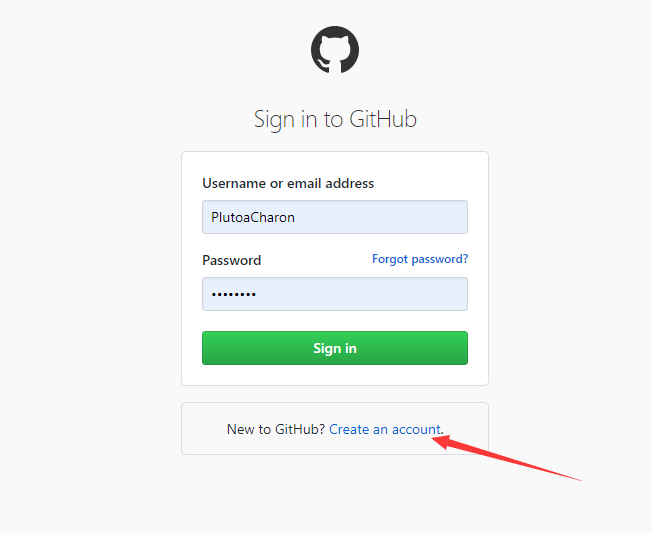 Sign in to GitHub
Username or email address
PlutoaCharon
Password Forgot password?
••••••••
Sign in
New to GitHub? Create an account.